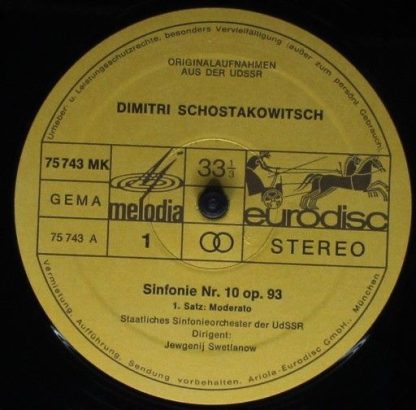 Urheber- u. Leistungsschutzrechte, besonders Vervielfältigung (außer zum persönl. Gebrauch)
ORIGINALAUFNAHMEN
AUS DER UDSSR
DIMITRI SCHOSTAKOWITSCH
75 743 MK
melodia
33 1/3
eurodisc
GEMA
75 743 A
1
STEREO
Sinfonie Nr. 10 op. 93
1. Satz: Moderato
Staatliches Sinfonieorchester der UdSSR
Dirigent:
Jewgenij Swetlanow
Vermietung, Aufführung, Sendung vorbehalten. Ariola-Eurodisc GmbH., München